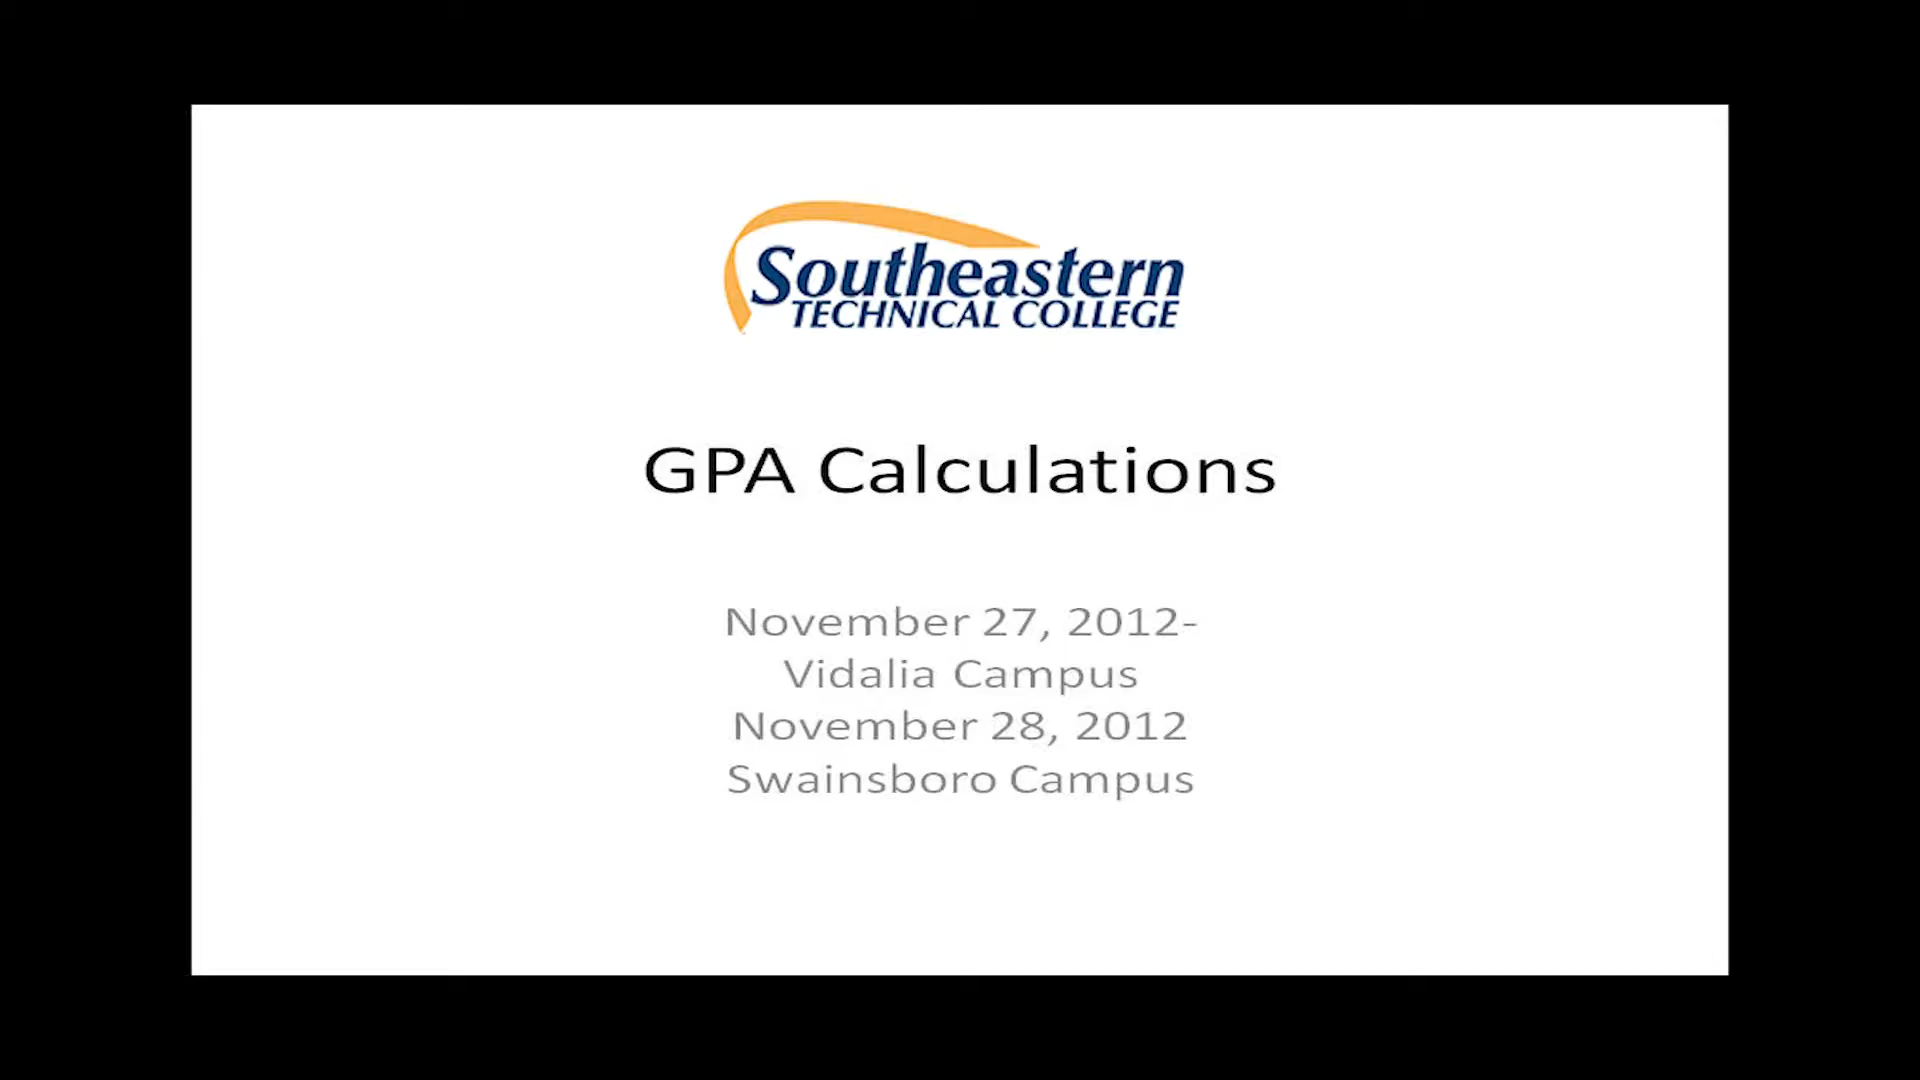 Southeastern
TECHNICAL COLLEGE
GPA Calculations
November 27, 2012-
Vidalia Campus
November 28, 2012
Swainsboro Campus